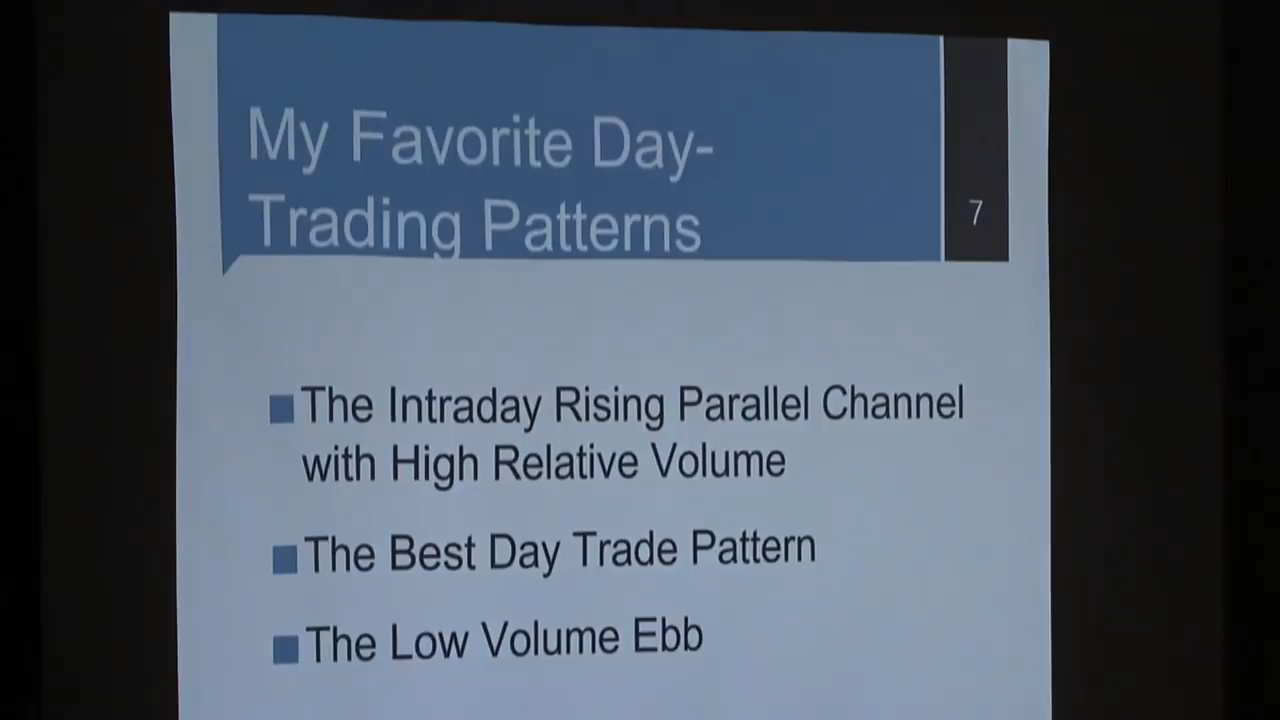 My Favorite Day-
Trading Patterns
7
The Intraday Rising Parallel Channel
with High Relative Volume
The Best Day Trade Pattern
The Low Volume Ebb